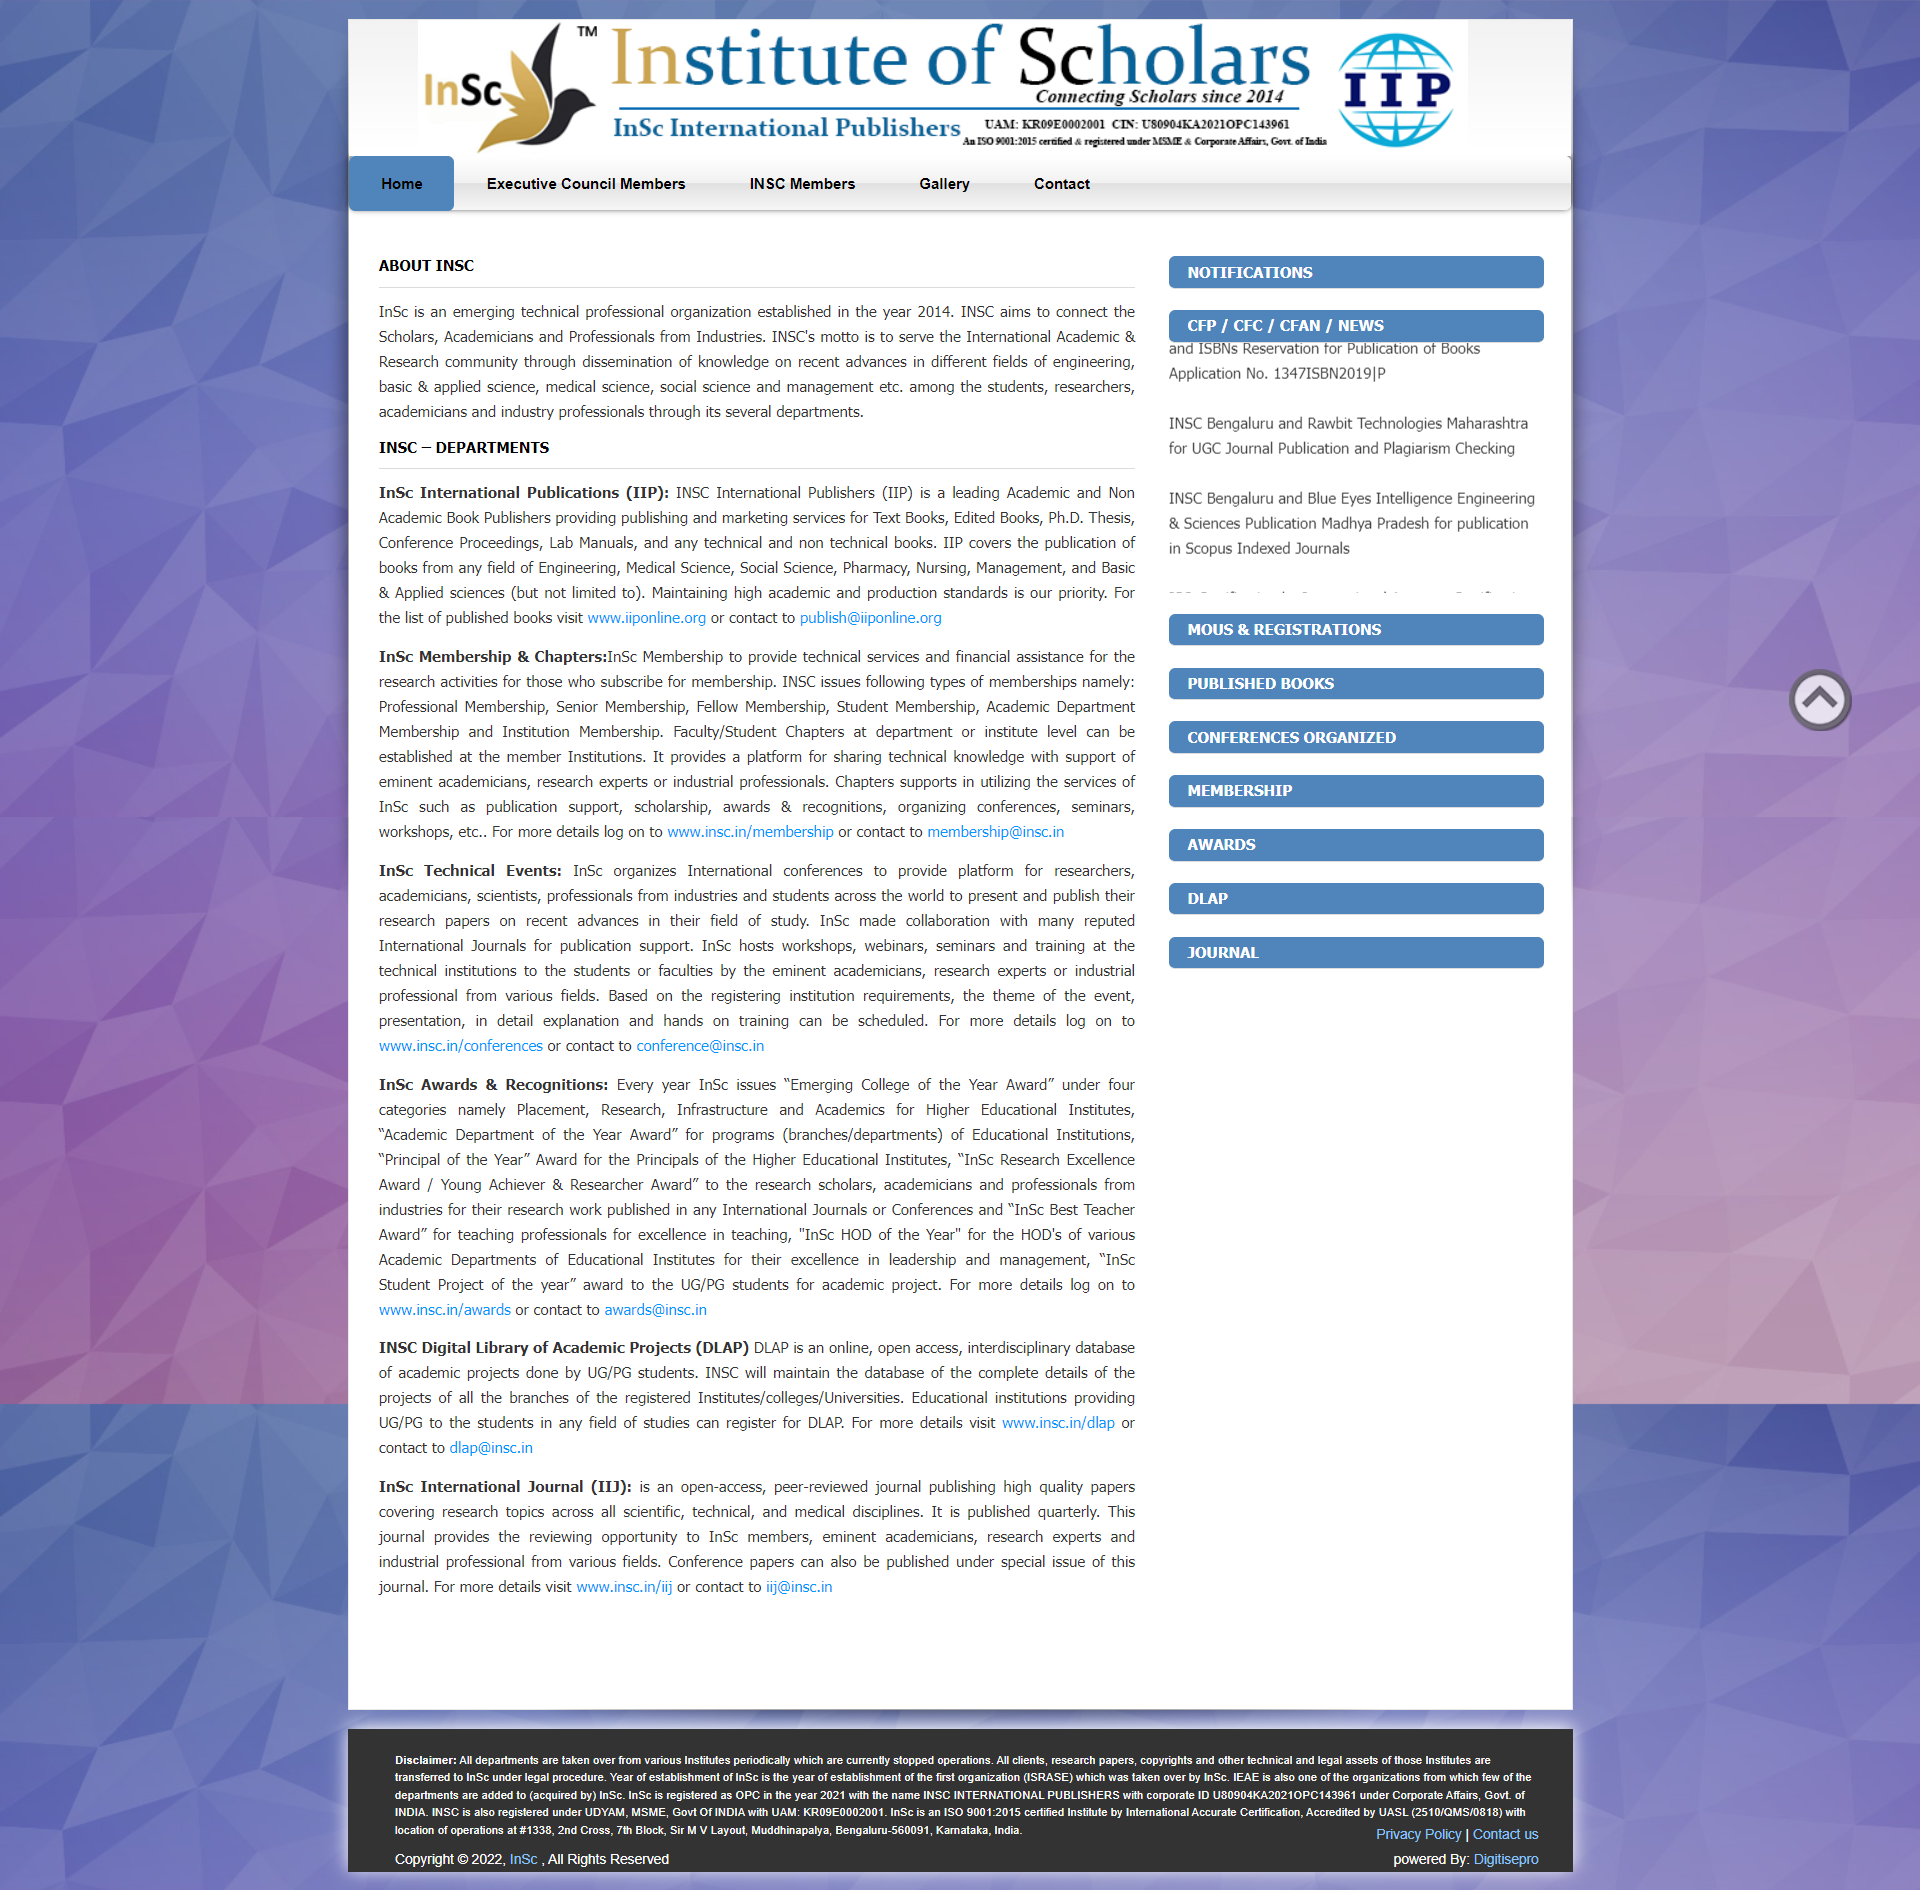 InSc
TM
Institute of Scholars
Connecting Scholars since 2014
InSc International Publishers
UAM: KR09E0002001 CIN: U80904KA2021OPC143961
An ISO 9001:2015 certified & registered under MSME & Corporate Affairs, Govt. of India
IIP
Home
Executive Council Members
INSC Members
Gallery
Contact
ABOUT INSC
InSc is an emerging technical professional organization established in the year 2014. INSC aims to connect the
Scholars, Academicians and Professionals from Industries. INSC's motto is to serve the International Academic &
Research community through dissemination of knowledge on recent advances in different fields of engineering,
basic & applied science, medical science, social science and management etc. among the students, researchers,
academicians and industry professionals through its several departments.
INSC – DEPARTMENTS
InSc International Publications (IIP): INSC International Publishers (IIP) is a leading Academic and Non
Academic Book Publishers providing publishing and marketing services for Text Books, Edited Books, Ph.D. Thesis,
Conference Proceedings, Lab Manuals, and any technical and non technical books. IIP covers the publication of
books from any field of Engineering, Medical Science, Social Science, Pharmacy, Nursing, Management, and Basic
& Applied sciences (but not limited to). Maintaining high academic and production standards is our priority. For
the list of published books visit www.iiponline.org or contact to publish@iiponline.org
InSc Membership & Chapters:InSc Membership to provide technical services and financial assistance for the
research activities for those who subscribe for membership. INSC issues following types of memberships namely:
Professional Membership, Senior Membership, Fellow Membership, Student Membership, Academic Department
Membership and Institution Membership. Faculty/Student Chapters at department or institute level can be
established at the member Institutions. It provides a platform for sharing technical knowledge with support of
eminent academicians, research experts or industrial professionals. Chapters supports in utilizing the services of
InSc such as publication support, scholarship, awards & recognitions, organizing conferences, seminars,
workshops, etc.. For more details log on to www.insc.in/membership or contact to membership@insc.in
InSc Technical Events: InSc organizes International conferences to provide platform for researchers,
academicians, scientists, professionals from industries and students across the world to present and publish their
research papers on recent advances in their field of study. InSc made collaboration with many reputed
International Journals for publication support. InSc hosts workshops, webinars, seminars and training at the
technical institutions to the students or faculties by the eminent academicians, research experts or industrial
professional from various fields. Based on the registering institution requirements, the theme of the event,
presentation, in detail explanation and hands on training can be scheduled. For more details log on to
www.insc.in/conferences or contact to conference@insc.in
InSc Awards & Recognitions: Every year InSc issues “Emerging College of the Year Award” under four
categories namely Placement, Research, Infrastructure and Academics for Higher Educational Institutes,
“Academic Department of the Year Award” for programs (branches/departments) of Educational Institutions,
“Principal of the Year” Award for the Principals of the Higher Educational Institutes, “InSc Research Excellence
Award / Young Achiever & Researcher Award” to the research scholars, academicians and professionals from
industries for their research work published in any International Journals or Conferences and “InSc Best Teacher
Award” for teaching professionals for excellence in teaching, "InSc HOD of the Year" for the HOD's of various
Academic Departments of Educational Institutes for their excellence in leadership and management, “InSc
Student Project of the year” award to the UG/PG students for academic project. For more details log on to
www.insc.in/awards or contact to awards@insc.in
INSC Digital Library of Academic Projects (DLAP) DLAP is an online, open access, interdisciplinary database
of academic projects done by UG/PG students. INSC will maintain the database of the complete details of the
projects of all the branches of the registered Institutes/colleges/Universities. Educational institutions providing
UG/PG to the students in any field of studies can register for DLAP. For more details visit www.insc.in/dlap or
contact to dlap@insc.in
InSc International Journal (IIJ): is an open-access, peer-reviewed journal publishing high quality papers
covering research topics across all scientific, technical, and medical disciplines. It is published quarterly. This
journal provides the reviewing opportunity to InSc members, eminent academicians, research experts and
industrial professional from various fields. Conference papers can also be published under special issue of this
journal. For more details visit www.insc.in/iij or contact to iij@insc.in
NOTIFICATIONS
CFP / CFC / CFAN / NEWS
and ISBNs Reservation for Publication of Books
Application No. 1347ISBN2019|P
INSC Bengaluru and Rawbit Technologies Maharashtra
for UGC Journal Publication and Plagiarism Checking
INSC Bengaluru and Blue Eyes Intelligence Engineering
& Sciences Publication Madhya Pradesh for publication
in Scopus Indexed Journals
MOUS & REGISTRATIONS
PUBLISHED BOOKS
CONFERENCES ORGANIZED
MEMBERSHIP
AWARDS
DLAP
JOURNAL
Disclaimer: All departments are taken over from various Institutes periodically which are currently stopped operations. All clients, research papers, copyrights and other technical and legal assets of those Institutes are
transferred to InSc under legal procedure. Year of establishment of InSc is the year of establishment of the first organization (ISRASE) which was taken over by InSc. IEAE is also one of the organizations from which few of the
departments are added to (acquired by) InSc. InSc is registered as OPC in the year 2021 with the name INSC INTERNATIONAL PUBLISHERS with corporate ID U80904KA2021OPC143961 under Corporate Affairs, Govt. of
INDIA. INSC is also registered under UDYAM, MSME, Govt Of INDIA with UAM: KR09E0002001. InSc is an ISO 9001:2015 certified Institute by International Accurate Certification, Accredited by UASL (2510/QMS/0818) with
location of operations at #1338, 2nd Cross, 7th Block, Sir M V Layout, Muddhinapalya, Bengaluru-560091, Karnataka, India.
Privacy Policy | Contact us
Copyright © 2022, InSc , All Rights Reserved
powered By: Digitisepro